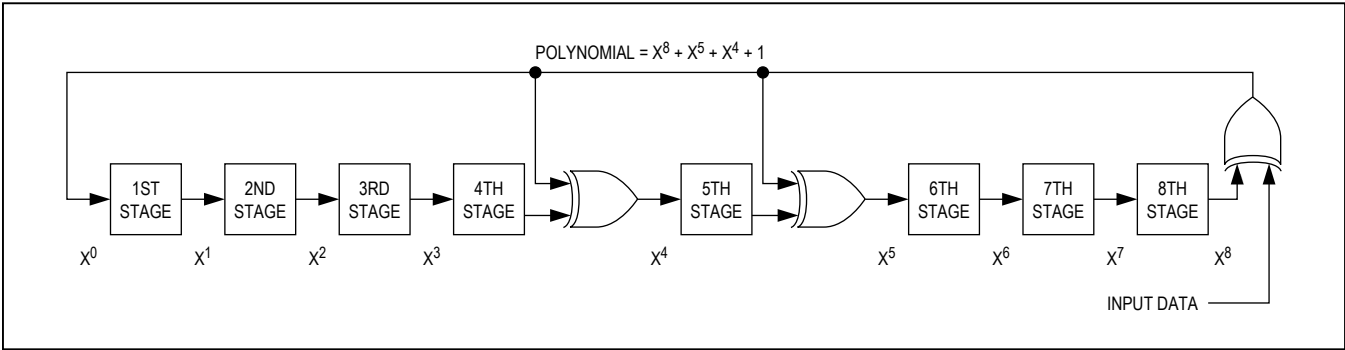 POLYNOMIAL = X⁸ + X⁵ + X⁴ + 1
1ST
STAGE
2ND
STAGE
3RD
STAGE
4TH
STAGE
5TH
STAGE
6TH
STAGE
7TH
STAGE
8TH
STAGE
X⁰ X¹ X² X³ X⁴ X⁵ X⁶ X⁷ X⁸
INPUT DATA